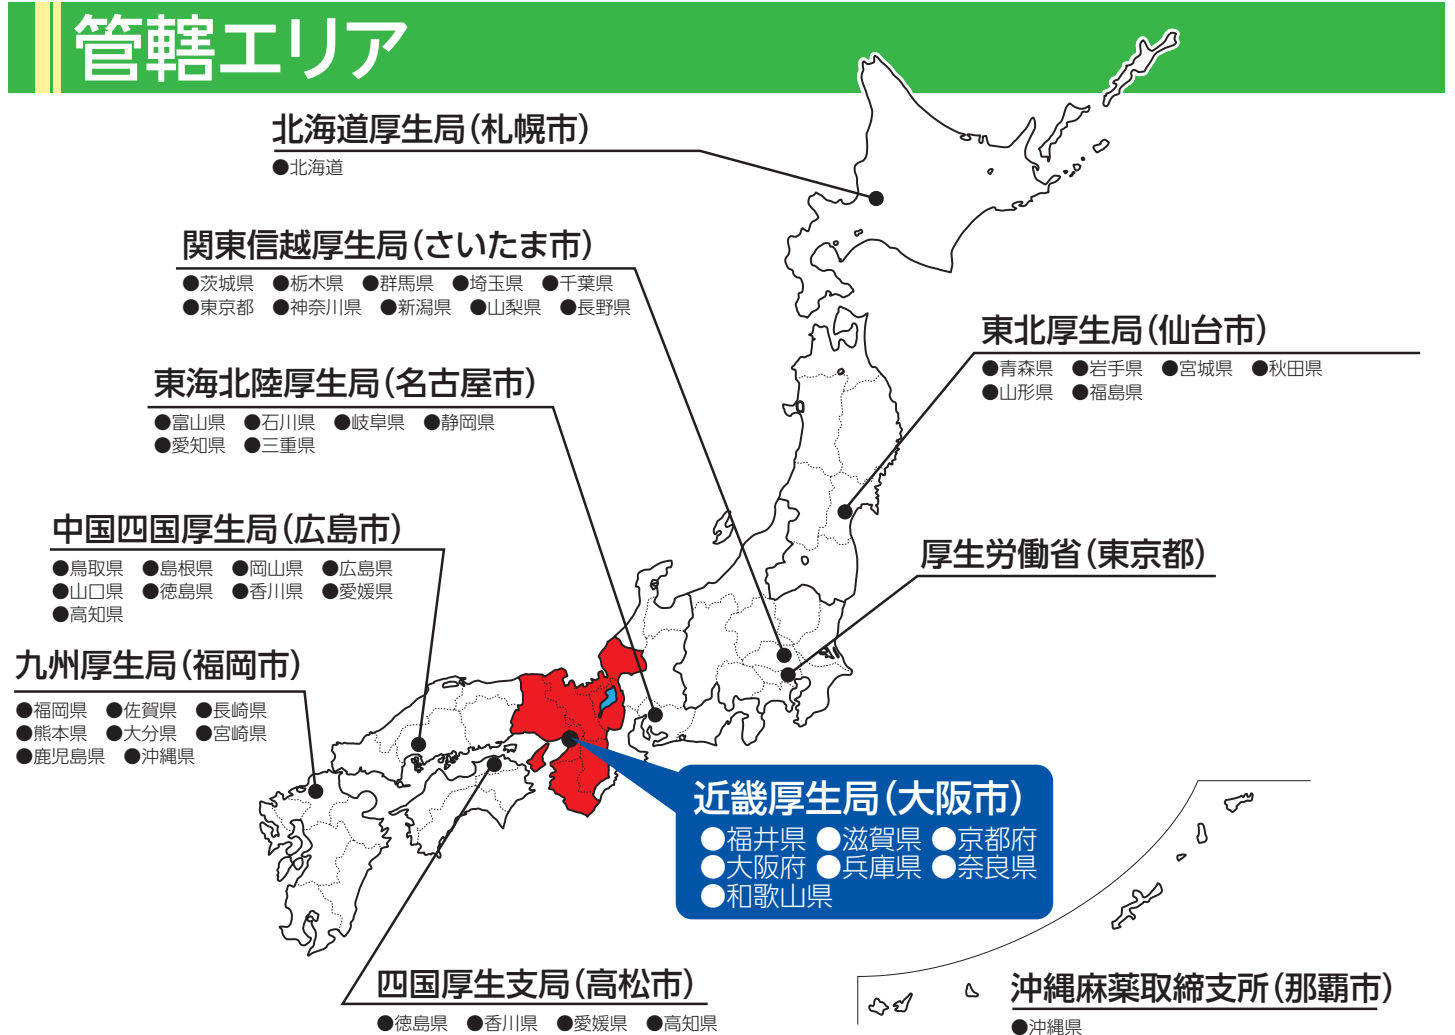 管轄エリア
北海道厚生局(札幌市)
●北海道
関東信越厚生局(さいたま市)
●茨城県 ●栃木県 ●群馬県 ●埼玉県 ●千葉県
●東京都 ●神奈川県 ●新潟県 ●山梨県 ●長野県
東北厚生局(仙台市)
●青森県 ●岩手県 ●宮城県 ●秋田県
●山形県 ●福島県
東海北陸厚生局(名古屋市)
●富山県 ●石川県 ●岐阜県 ●静岡県
●愛知県 ●三重県
中国四国厚生局(広島市)
●鳥取県 ●島根県 ●岡山県 ●広島県
●山口県 ●徳島県 ●香川県 ●愛媛県
●高知県
厚生労働省(東京都)
九州厚生局(福岡市)
●福岡県 ●佐賀県 ●長崎県
●熊本県 ●大分県 ●宮崎県
●鹿児島県 ●沖縄県
近畿厚生局(大阪市)
●福井県 ●滋賀県 ●京都府
●大阪府 ●兵庫県 ●奈良県
●和歌山県
四国厚生支局(高松市)
●徳島県 ●香川県 ●愛媛県 ●高知県
沖縄麻薬取締支所(那覇市)
●沖縄県